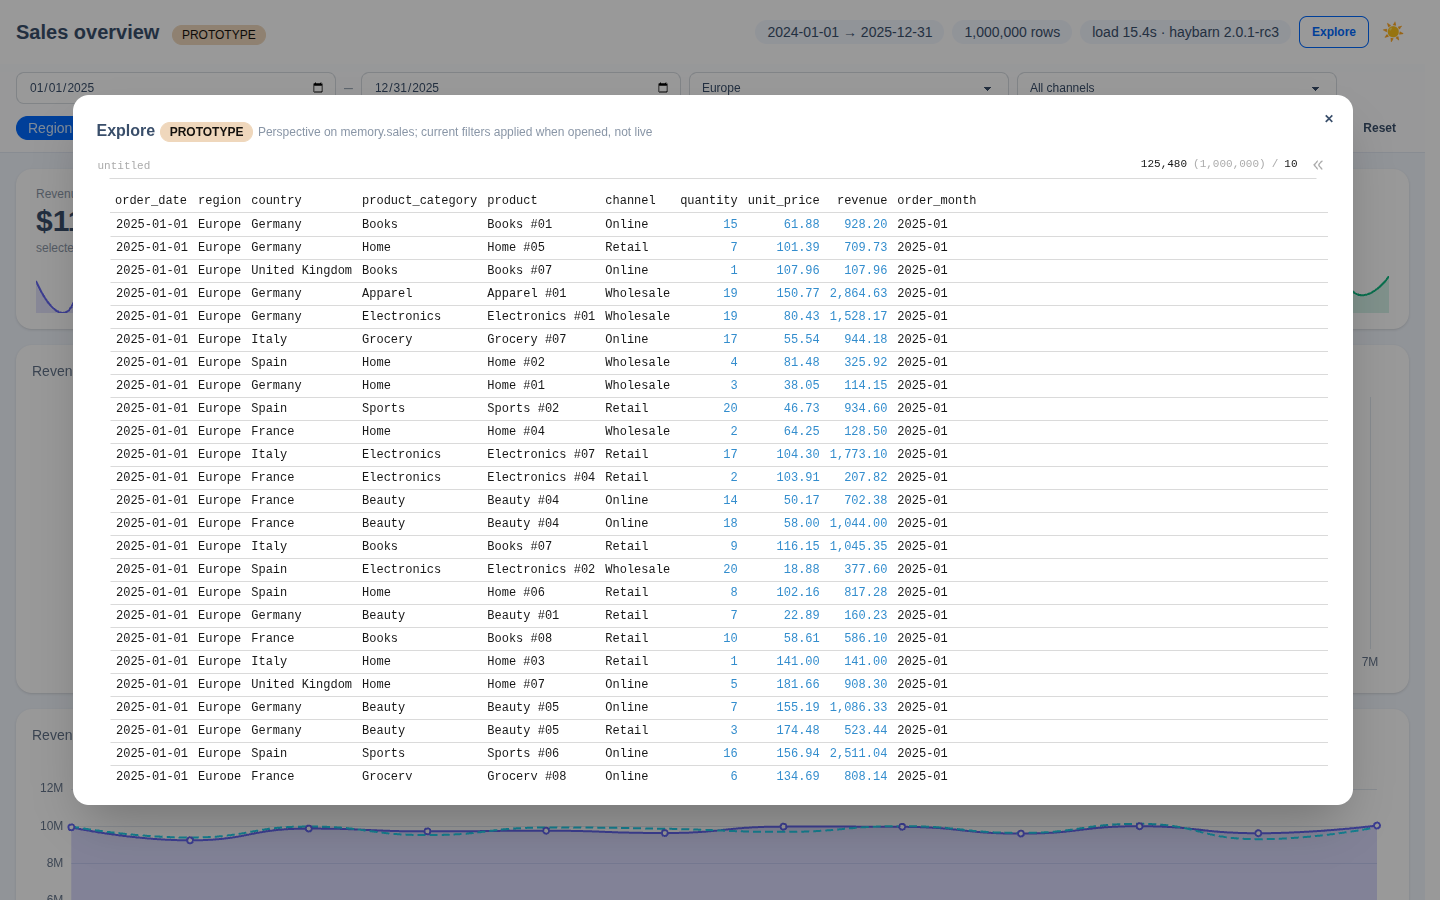 Sales overview PROTOTYPE 2024-01-01 → 2025-12-31 1,000,000 rows load 15.4s · haybarn 2.0.1-rc3 Explore
01/01/2025 — 12/31/2025 Europe All channels
Region Reset
Explore PROTOTYPE Perspective on memory.sales; current filters applied when opened, not live ×
untitled 125,480 (1,000,000) / 10 «
order_date region country product_category product channel quantity unit_price revenue order_month
2025-01-01 Europe Germany Books Books #01 Online 15 61.88 928.20 2025-01
2025-01-01 Europe Germany Home Home #05 Retail 7 101.39 709.73 2025-01
2025-01-01 Europe United Kingdom Books Books #07 Online 1 107.96 107.96 2025-01
2025-01-01 Europe Germany Apparel Apparel #01 Wholesale 19 150.77 2,864.63 2025-01
2025-01-01 Europe Germany Electronics Electronics #01 Wholesale 19 80.43 1,528.17 2025-01
2025-01-01 Europe Italy Grocery Grocery #07 Online 17 55.54 944.18 2025-01
2025-01-01 Europe Spain Home Home #02 Wholesale 4 81.48 325.92 2025-01
2025-01-01 Europe Germany Home Home #01 Wholesale 3 38.05 114.15 2025-01
2025-01-01 Europe Spain Sports Sports #02 Retail 20 46.73 934.60 2025-01
2025-01-01 Europe France Home Home #04 Wholesale 2 64.25 128.50 2025-01
2025-01-01 Europe Italy Electronics Electronics #07 Retail 17 104.30 1,773.10 2025-01
2025-01-01 Europe France Electronics Electronics #04 Retail 2 103.91 207.82 2025-01
2025-01-01 Europe France Beauty Beauty #04 Online 14 50.17 702.38 2025-01
2025-01-01 Europe France Beauty Beauty #04 Online 18 58.00 1,044.00 2025-01
2025-01-01 Europe Italy Books Books #07 Retail 9 116.15 1,045.35 2025-01
2025-01-01 Europe Spain Electronics Electronics #02 Wholesale 20 18.88 377.60 2025-01
2025-01-01 Europe Spain Home Home #06 Retail 8 102.16 817.28 2025-01
2025-01-01 Europe Germany Beauty Beauty #01 Retail 7 22.89 160.23 2025-01
2025-01-01 Europe France Books Books #08 Retail 10 58.61 586.10 2025-01
2025-01-01 Europe Italy Home Home #03 Retail 1 141.00 141.00 2025-01
2025-01-01 Europe United Kingdom Home Home #07 Online 5 181.66 908.30 2025-01
2025-01-01 Europe Germany Beauty Beauty #05 Online 7 155.19 1,086.33 2025-01
2025-01-01 Europe Germany Beauty Beauty #05 Retail 3 174.48 523.44 2025-01
2025-01-01 Europe Spain Sports Sports #06 Online 16 156.94 2,511.04 2025-01
2025-01-01 Europe France Grocery Grocery #08 Online 6 134.69 808.14 2025-01
7M
12M
10M
8M
6M